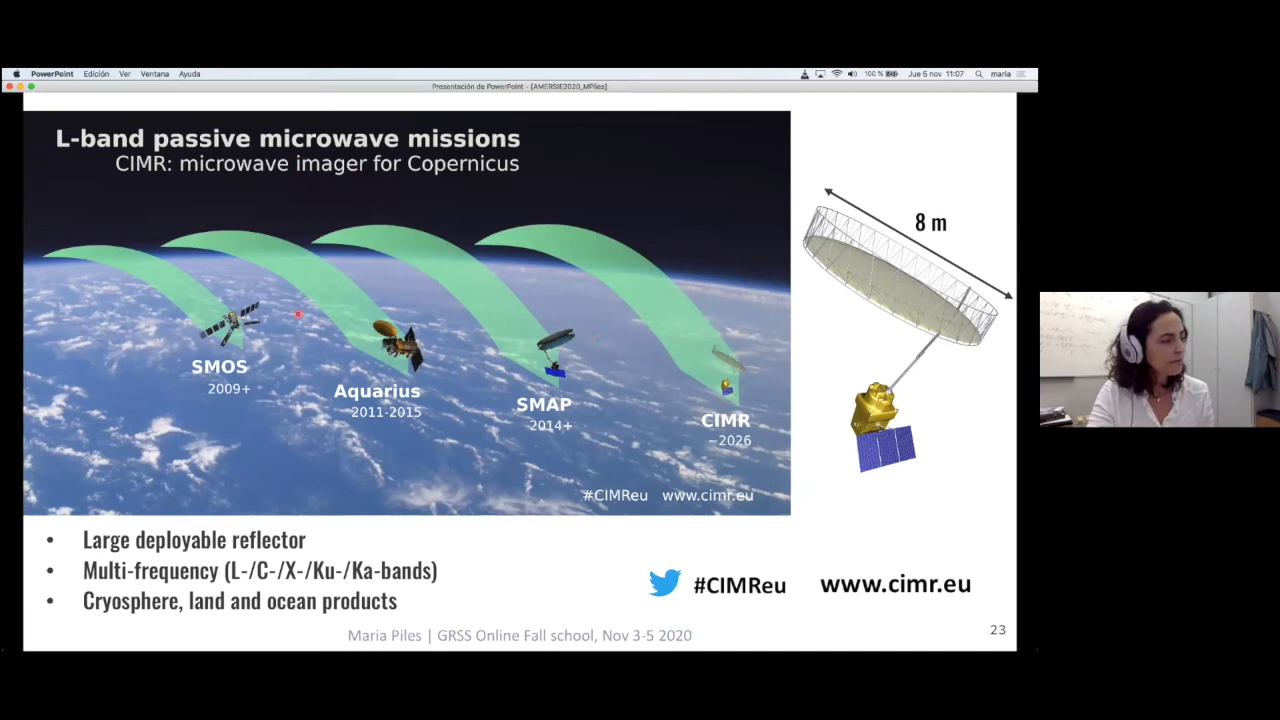 PowerPoint Edición Ver Ventana Ayuda 100 % Jue 5 nov 11:07 maria
Presentación de PowerPoint - [AMERSIE2020_MPiles]
L-band passive microwave missions
CIMR: microwave imager for Copernicus
8 m
SMOS
2009+
Aquarius
2011-2015
SMAP
2014+
CIMR
~2026
#CIMReu www.cimr.eu
• Large deployable reflector
• Multi-frequency (L-/C-/X-/Ku-/Ka-bands)
• Cryosphere, land and ocean products
#CIMReu www.cimr.eu
Maria Piles | GRSS Online Fall school, Nov 3-5 2020
23